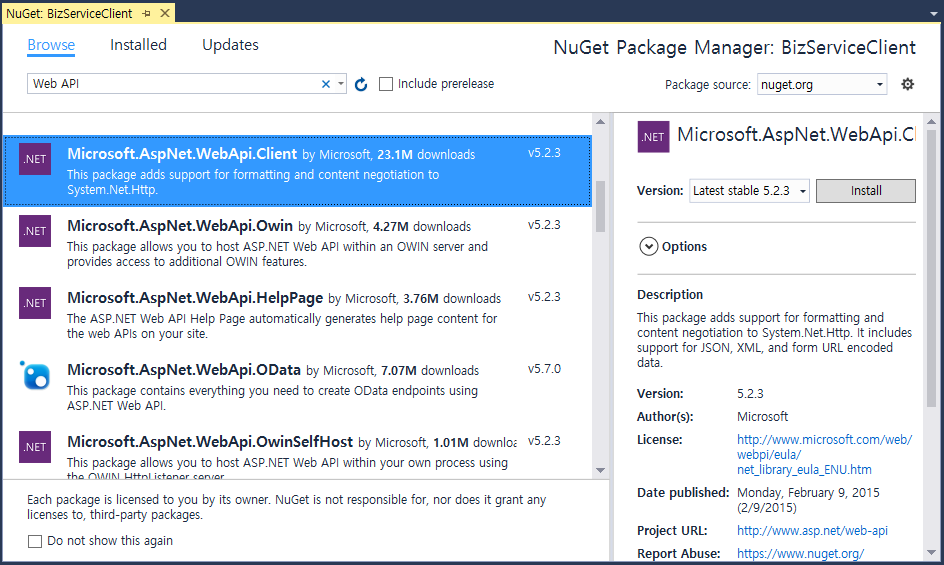 NuGet: BizServiceClient
Browse Installed Updates
NuGet Package Manager: BizServiceClient
Web API
Include prerelease
Package source: nuget.org
.NET
Microsoft.AspNet.WebApi.Client by Microsoft, 23.1M downloads v5.2.3
This package adds support for formatting and content negotiation to
System.Net.Http.
.NET
Microsoft.AspNet.WebApi.Owin by Microsoft, 4.27M downloads v5.2.3
This package allows you to host ASP.NET Web API within an OWIN server and
provides access to additional OWIN features.
.NET
Microsoft.AspNet.WebApi.HelpPage by Microsoft, 3.76M downloads v5.2.3
The ASP.NET Web API Help Page automatically generates help page content for
the web APIs on your site.
Microsoft.AspNet.WebApi.OData by Microsoft, 7.07M downloads v5.7.0
This package contains everything you need to create OData endpoints using
ASP.NET Web API.
.NET
Microsoft.AspNet.WebApi.OwinSelfHost by Microsoft, 1.01M downloa v5.2.3
This package allows you to host ASP.NET Web API within your own process using
the OWIN HttpListener server
Each package is licensed to you by its owner. NuGet is not responsible for, nor does it grant any
licenses to, third-party packages.
Do not show this again
.NET
Microsoft.AspNet.WebApi.Cl
Version: Latest stable 5.2.3 Install
Options
Description
This package adds support for formatting and
content negotiation to System.Net.Http. It includes
support for JSON, XML, and form URL encoded
data.
Version: 5.2.3
Author(s): Microsoft
License: http://www.microsoft.com/web/
webpi/eula/
net_library_eula_ENU.htm
Date published: Monday, February 9, 2015
(2/9/2015)
Project URL: http://www.asp.net/web-api
Report Abuse: https://www.nuget.org/